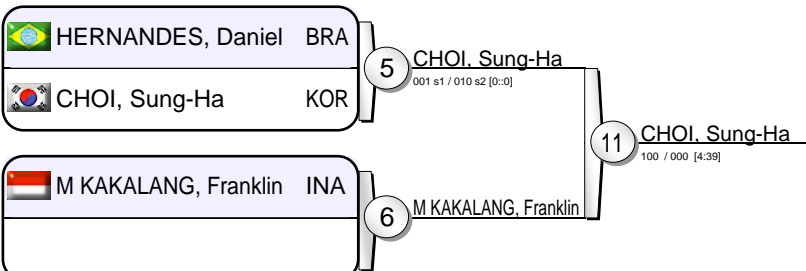 HERNANDES, Daniel BRA
CHOI, Sung-Ha KOR
5
CHOI, Sung-Ha
001 s1 / 010 s2 [0::0]
M KAKALANG, Franklin INA
6
M KAKALANG, Franklin
11
CHOI, Sung-Ha
100 / 000 [4:39]